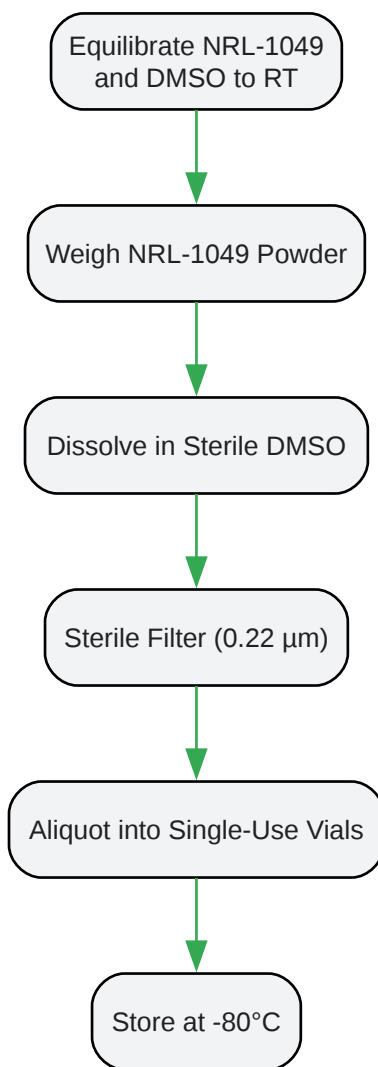 Equilibrate NRL-1049
and DMSO to RT
Weigh NRL-1049 Powder
Dissolve in Sterile DMSO
Sterile Filter (0.22 µm)
Aliquot into Single-Use Vials
Store at -80°C